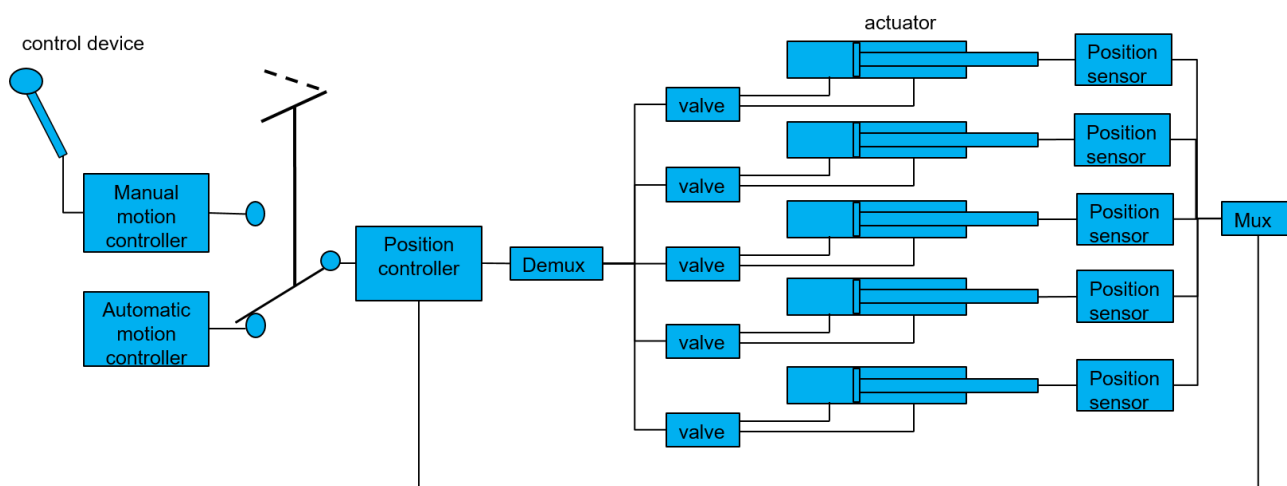 control device
Manual
motion
controller
Automatic
motion
controller
Position
controller
Demux
valve
valve
valve
valve
valve
actuator
Position
sensor
Position
sensor
Position
sensor
Position
sensor
Position
sensor
Mux